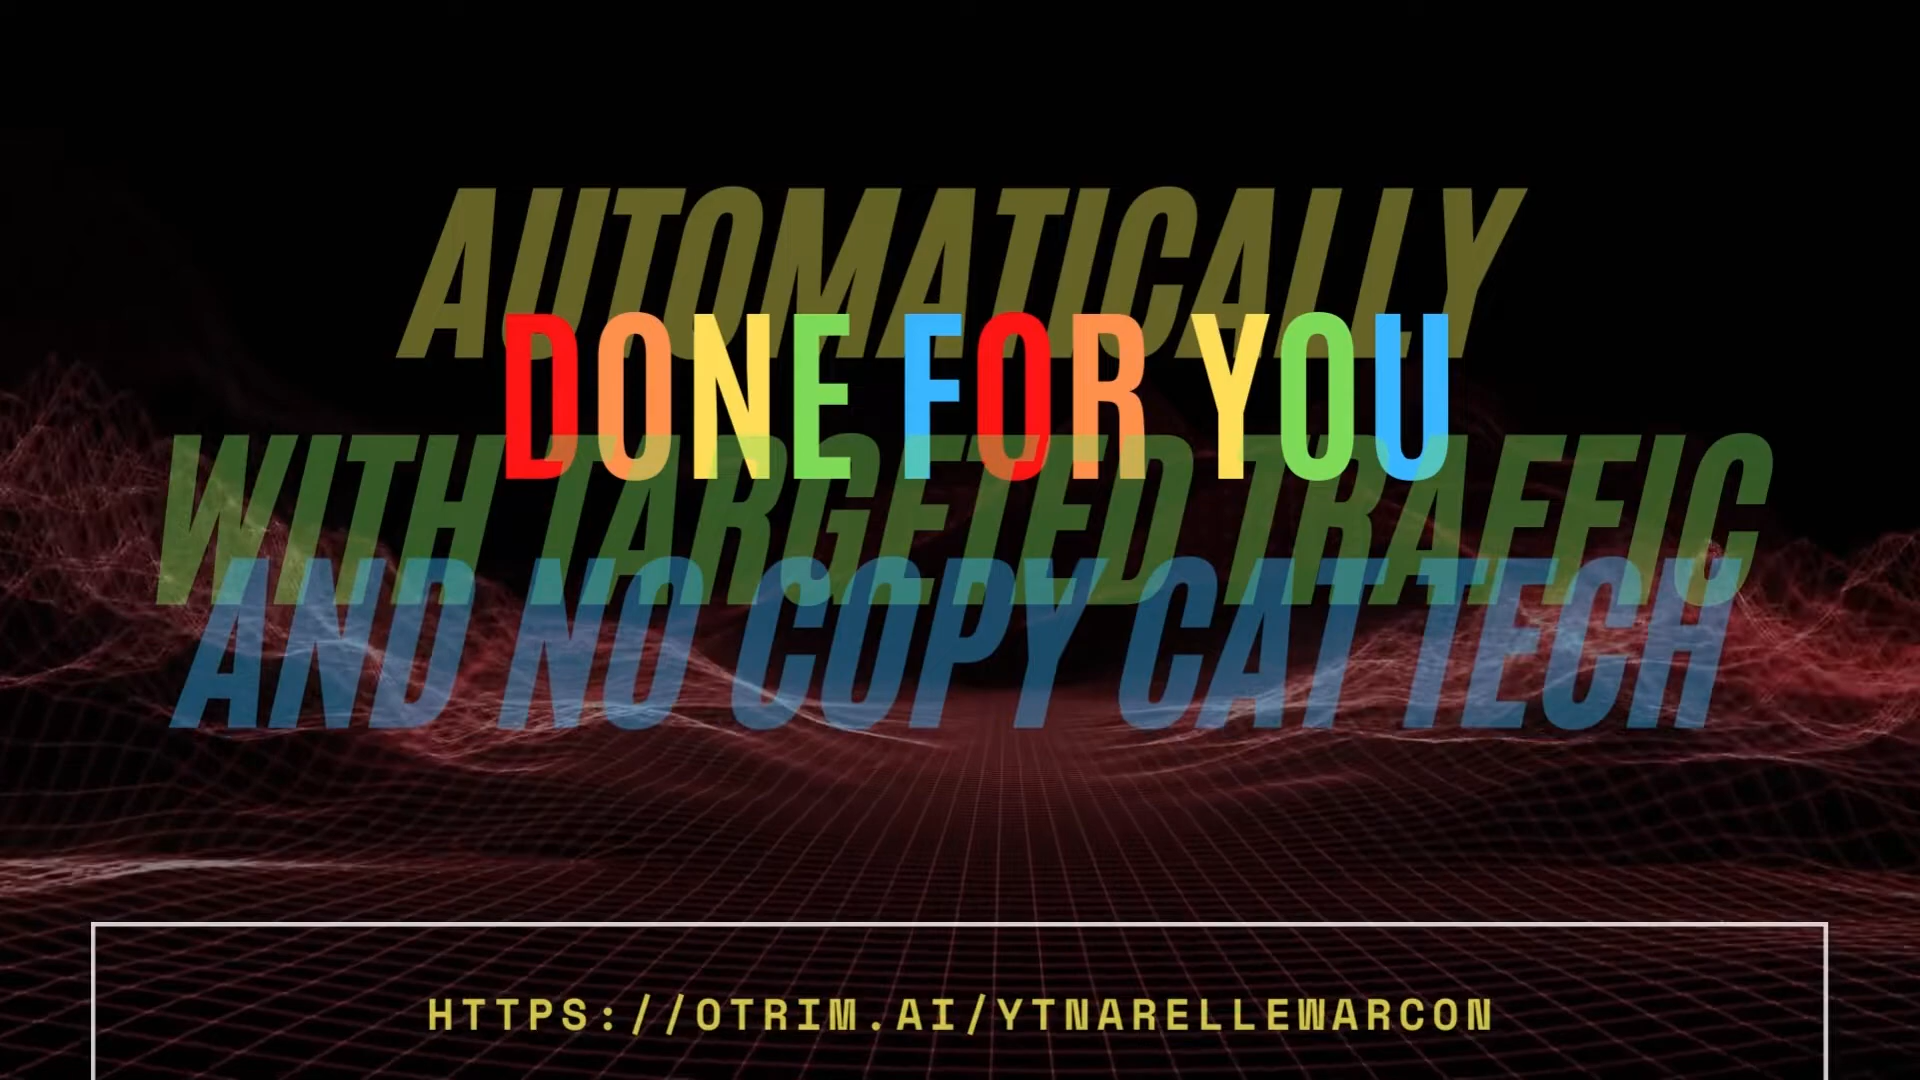 AUTOMATICALLY
DONE FOR YOU
WITH TARGETED TRAFFIC
AND NO COPY CAT TECH
HTTPS://OTRIM.AI/YTNARELLEWARCON